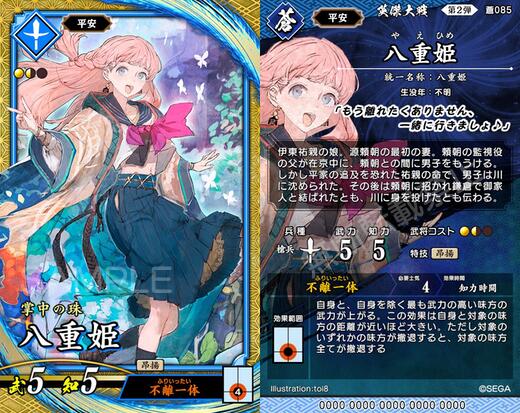 平安
SAMPLE
掌中の珠
八重姫
昂揚
武5 知5
ふりいったい
不離一体
4
蒼
平安
英傑大戦
第2弾
蒼085
やえひめ
八重姫
統一名称：八重姫
生没年：不明
「もう離れたくありません、
一緒に行きましょ♪」
伊東祐親の娘、源頼朝の最初の妻。頼朝の監視役
の父が在京中に、頼朝との間に男子をもうける。
しかし平家の追及を恐れた祐親の命で、男子は川
に沈められた。その後は頼朝に招かれ鎌倉で御家
人と結ばれたとも、川に身を投げたとも伝わる。
兵種 武力 知力 武将コスト
槍兵 5 5
特技 昂揚
ふりいったい 必要士気 効果時間
不離一体 4 知力時間
効果範囲
自身と、自身を除く最も武力の高い味方の
武力が上がる。この効果は自身と対象の味方
の距離が近いほど大きい。ただし対象の
いずれかの味方が撤退すると、対象の味方
全てが撤退する
Illustration:tol8
©SEGA
0000 0000 0000 0000 0000